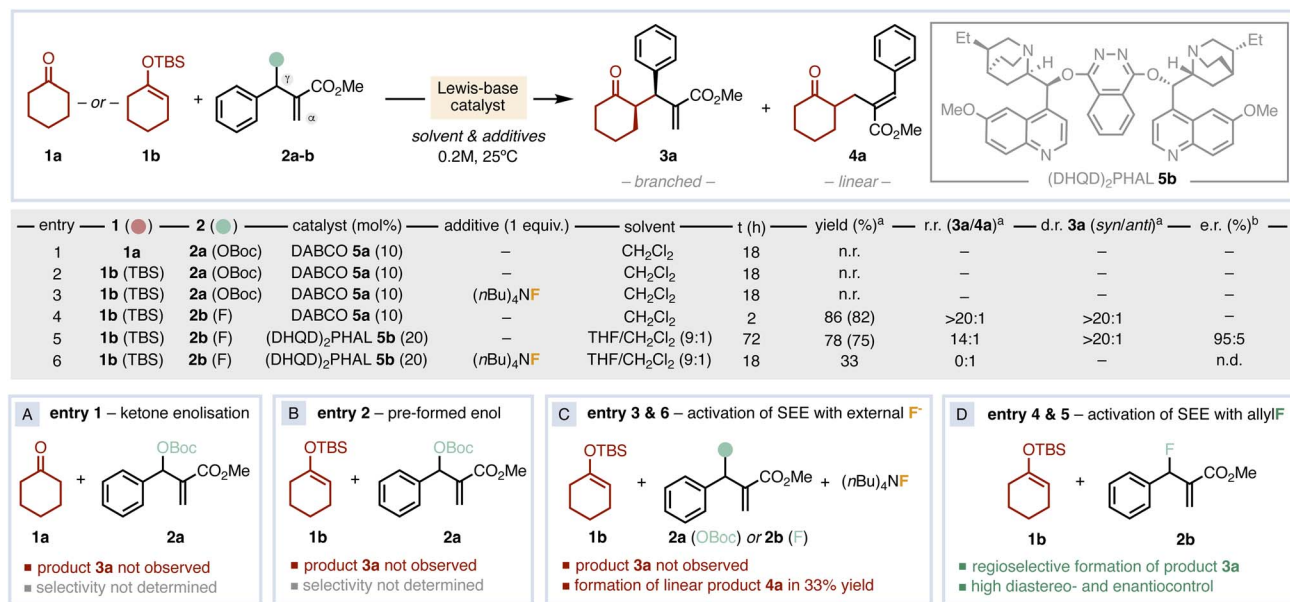 O
OTBS
γ
CO2Me
α
– or –
+
1a
1b
2a-b
Lewis-base
catalyst
solvent & additives
0.2M, 25ºC
O
CO2Me
3a
– branched –
+
O
CO2Me
4a
– linear –
Et
N
H
O
N
N
O
H
N
Et
MeO
OMe
N
N
(DHQD)2PHAL 5b
entry 1 2 catalyst (mol%) additive (1 equiv.) solvent t (h) yield (%)a r.r. (3a/4a)a d.r. 3a (syn/anti)a e.r. (%)b
1 1a 2a (OBoc) DABCO 5a (10) – CH2Cl2 18 n.r. – – –
2 1b (TBS) 2a (OBoc) DABCO 5a (10) – CH2Cl2 18 n.r. – – –
3 1b (TBS) 2a (OBoc) DABCO 5a (10) (nBu)4NF CH2Cl2 18 n.r. – – –
4 1b (TBS) 2b (F) DABCO 5a (10) – CH2Cl2 2 86 (82) >20:1 >20:1 –
5 1b (TBS) 2b (F) (DHQD)2PHAL 5b (20) – THF/CH2Cl2 (9:1) 72 78 (75) 14:1 >20:1 95:5
6 1b (TBS) 2b (F) (DHQD)2PHAL 5b (20) (nBu)4NF THF/CH2Cl2 (9:1) 18 33 0:1 – n.d.
A entry 1 – ketone enolisation
O
+
OBoc
CO2Me
1a
2a
product 3a not observed
selectivity not determined
B entry 2 – pre-formed enol
OTBS
+
OBoc
CO2Me
1b
2a
product 3a not observed
selectivity not determined
C entry 3 & 6 – activation of SEE with external F-
OTBS
+
CO2Me + (nBu)4NF
1b
2a (OBoc) or 2b (F)
product 3a not observed
formation of linear product 4a in 33% yield
D entry 4 & 5 – activation of SEE with allylF
OTBS
+
F
CO2Me
1b
2b
regioselective formation of product 3a
high diastereo- and enantiocontrol